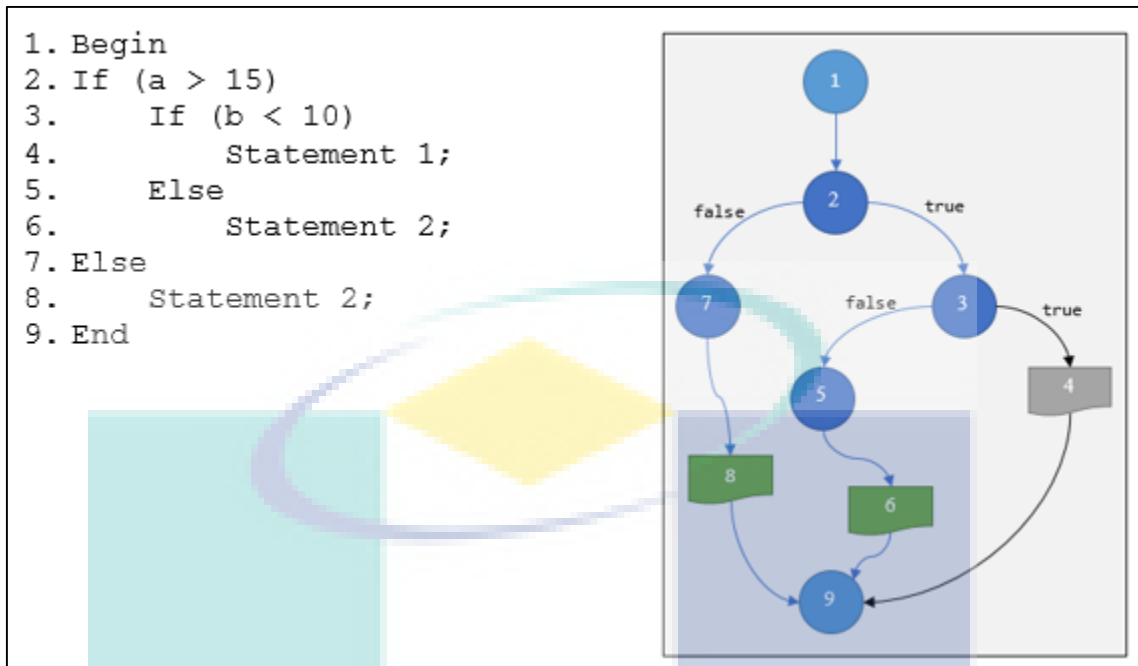 1. Begin
2. If (a > 15)
3. If (b < 10)
4. Statement 1;
5. Else
6. Statement 2;
7. Else
8. Statement 2;
9. End
1
2
false
true
7
false
3
true
5
4
8
6
9